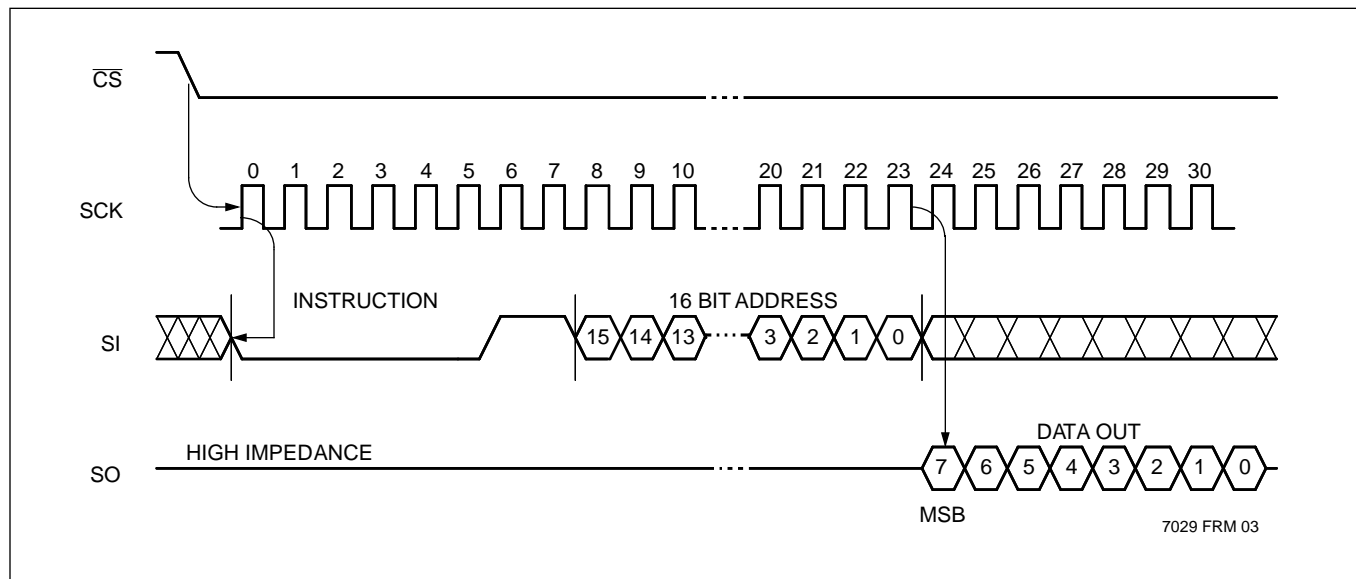 CS
0 1 2 3 4 5 6 7 8 9 10 20 21 22 23 24 25 26 27 28 29 30
SCK
INSTRUCTION 16 BIT ADDRESS
SI 15 14 13 3 2 1 0
HIGH IMPEDANCE DATA OUT
SO 7 6 5 4 3 2 1 0
MSB
7029 FRM 03